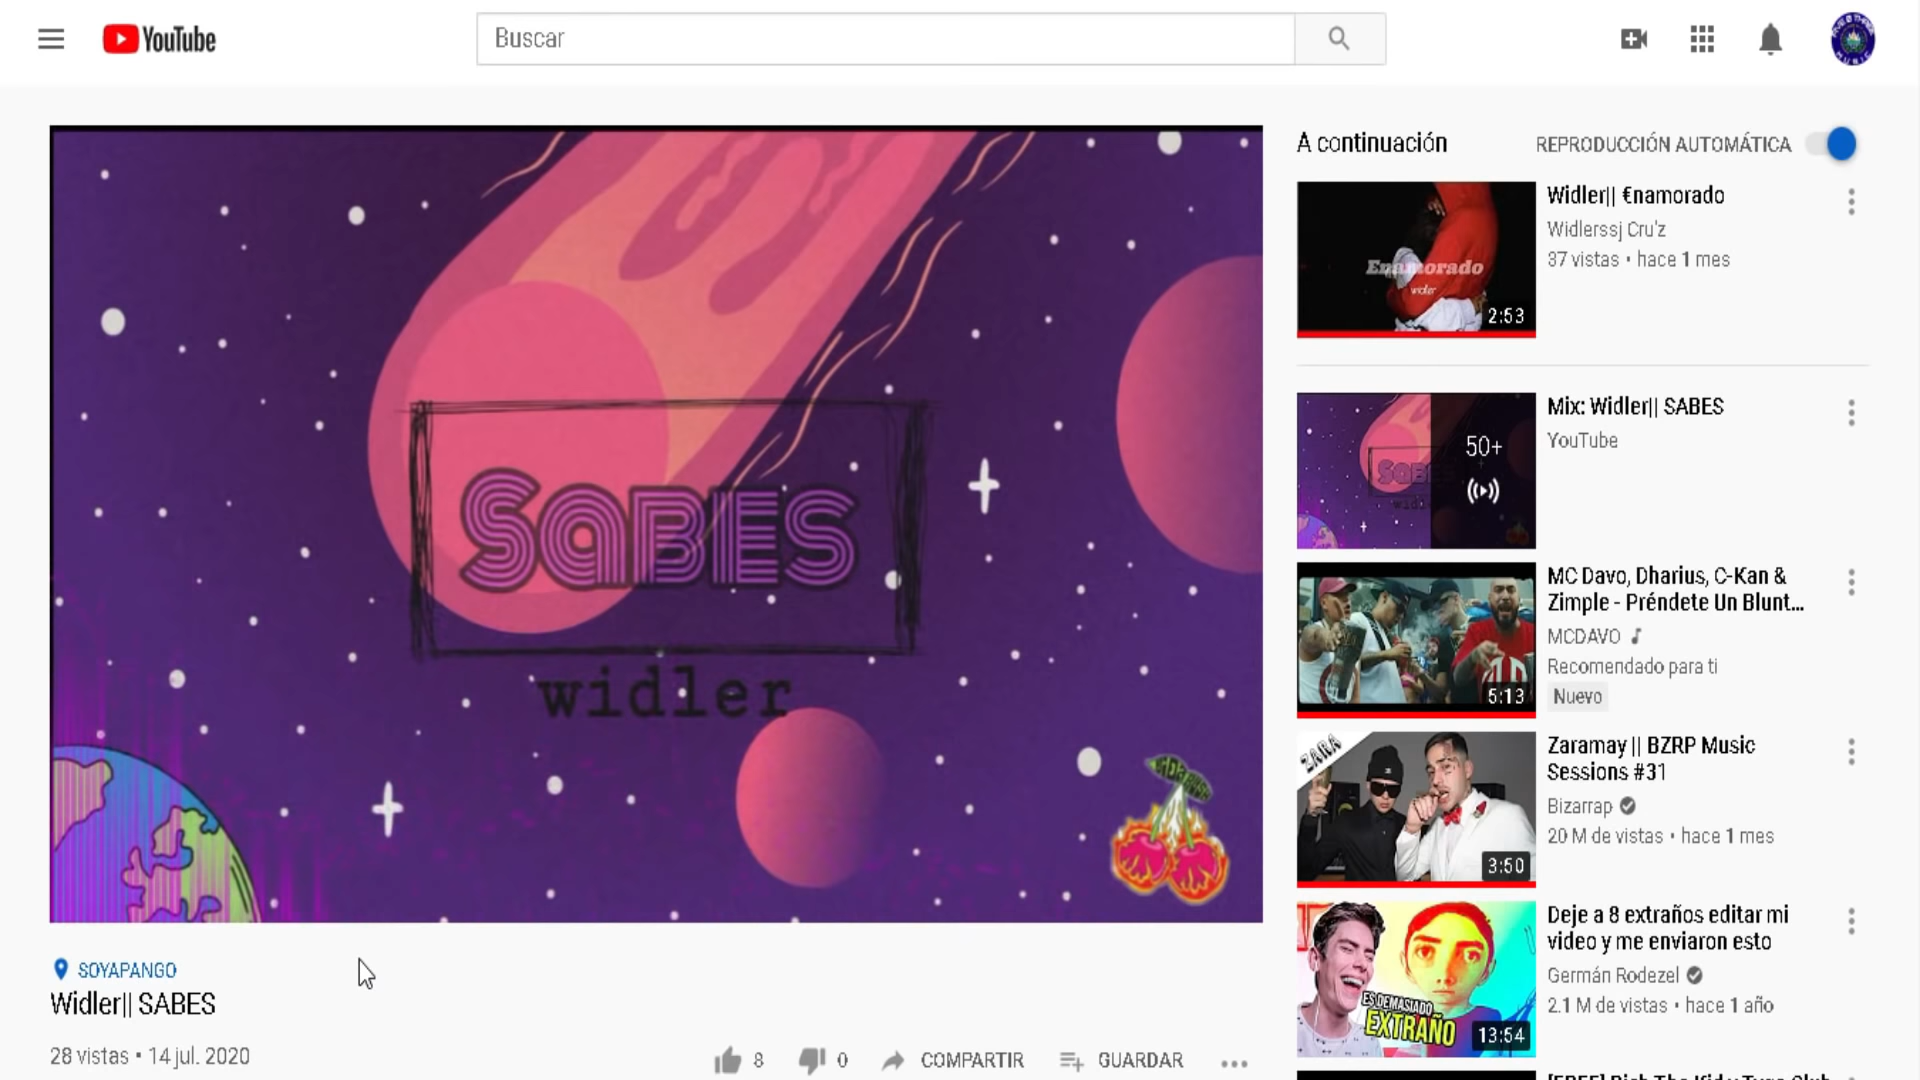 YouTube
Buscar
SaBES
widler
SOYAPANGO
Widler|| SABES
28 vistas • 14 jul. 2020
8
0
COMPARTIR
GUARDAR
A continuación
REPRODUCCIÓN AUTOMÁTICA
Enamorado
widler
2:53
Widler|| €namorado
Widlerssj Cru'z
37 vistas • hace 1 mes
50+
Mix: Widler|| SABES
YouTube
5:13
MC Davo, Dharius, C-Kan &
Zimple - Préndete Un Blunt...
MCDAVO
Recomendado para ti
Nuevo
ZARA
3:50
Zaramay || BZRP Music
Sessions #31
Bizarrap
20 M de vistas • hace 1 mes
ES DEMASIADO
EXTRAÑO
13:54
Deje a 8 extraños editar mi
video y me enviaron esto
Germán Rodezel
2.1 M de vistas • hace 1 año